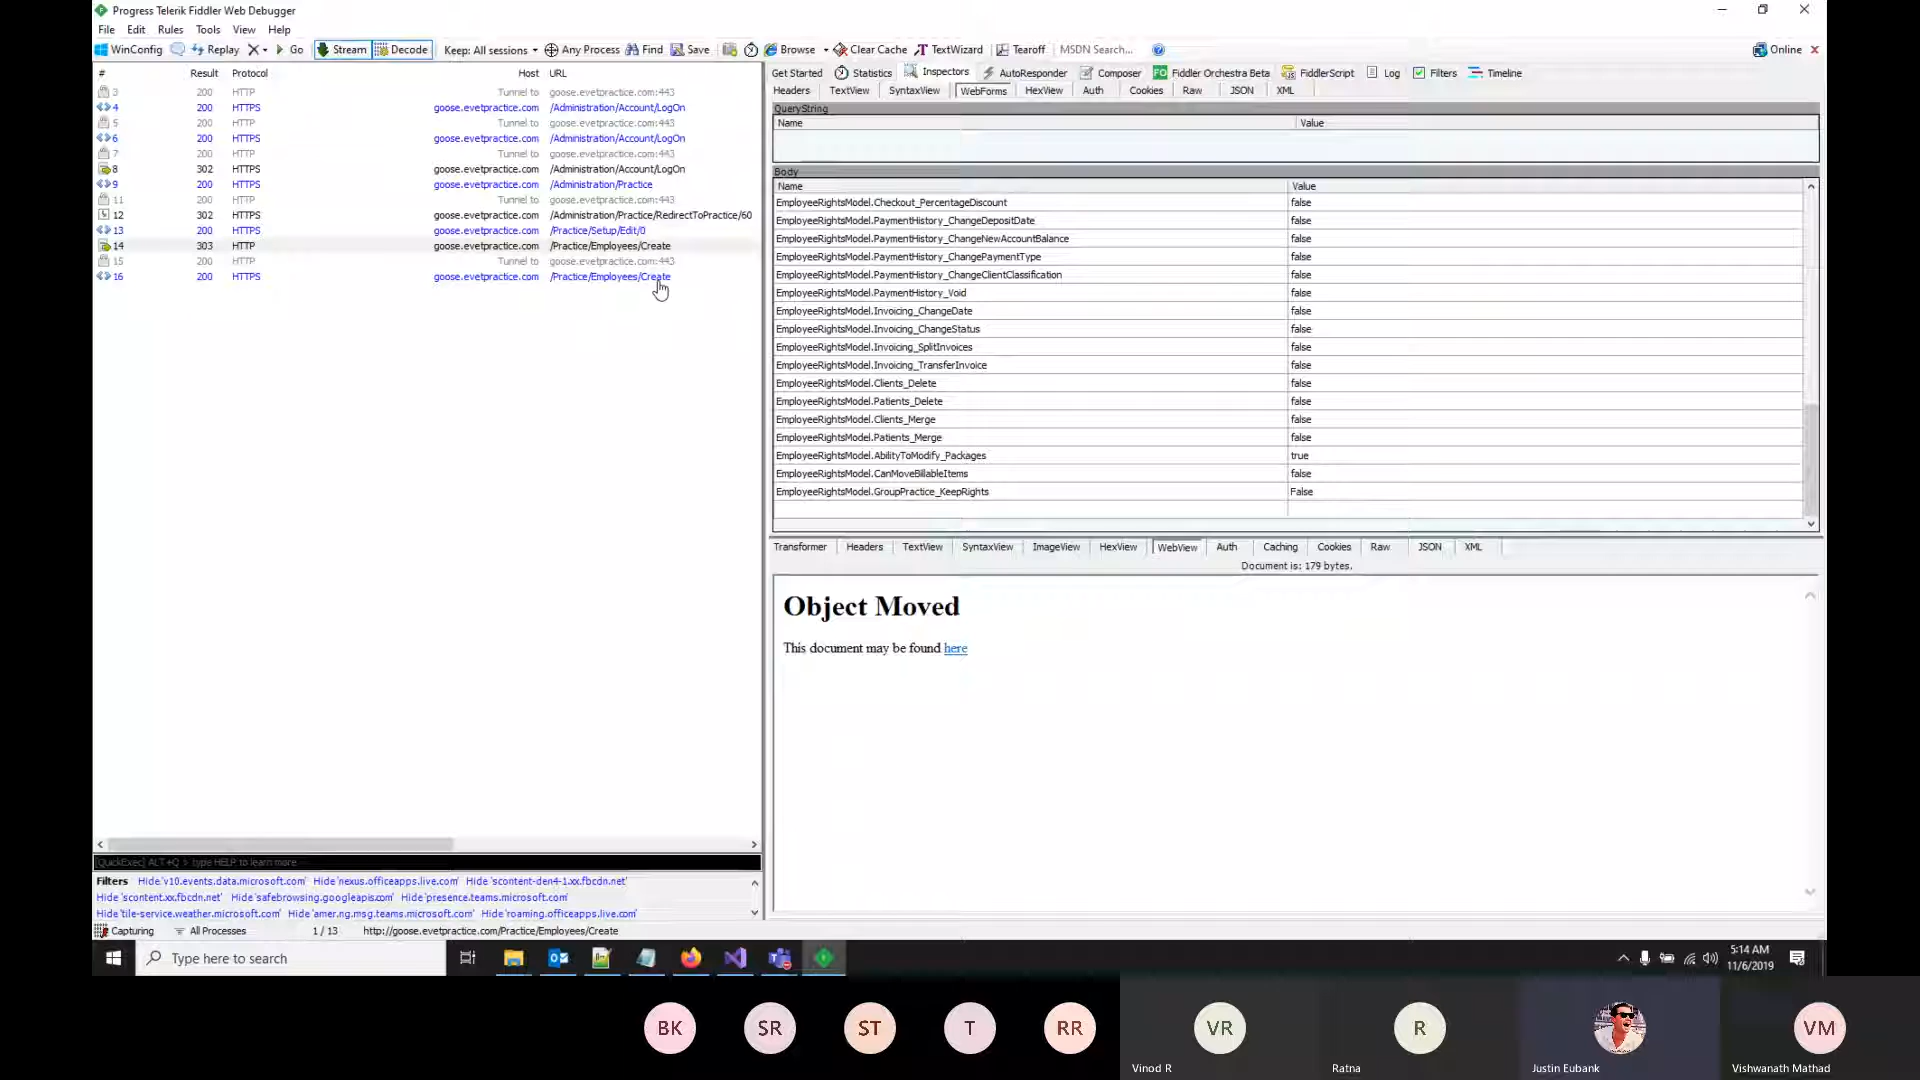 Progress Telerik Fiddler Web Debugger
File Edit Rules Tools View Help
WinConfig Replay Go Stream Decode Keep: All sessions Any Process Find Save Browse Clear Cache TextWizard Tearoff MSDN Search... Online
# Result Protocol Host URL
3 200 HTTP Tunnel to goose.evetpractice.com:443
4 200 HTTPS goose.evetpractice.com /Administration/Account/LogOn
5 200 HTTP Tunnel to goose.evetpractice.com:443
6 200 HTTPS goose.evetpractice.com /Administration/Account/LogOn
7 200 HTTP Tunnel to goose.evetpractice.com:443
8 302 HTTPS goose.evetpractice.com /Administration/Account/LogOn
9 200 HTTPS goose.evetpractice.com /Administration/Practice
11 200 HTTP Tunnel to goose.evetpractice.com:443
12 302 HTTPS goose.evetpractice.com /Administration/Practice/RedirectToPractice/60
13 200 HTTPS goose.evetpractice.com /Practice/Setup/Edit/0
14 303 HTTP goose.evetpractice.com /Practice/Employees/Create
15 200 HTTP Tunnel to goose.evetpractice.com:443
16 200 HTTPS goose.evetpractice.com /Practice/Employees/Create
[QuickExec] ALT+Q > type HELP to learn more
Filters Hide 'v10.events.data.microsoft.com' Hide 'nexus.officeapps.live.com' Hide 'scontent-den4-1.xx.fbcdn.net'
Hide 'scontent.xx.fbcdn.net' Hide 'safebrowsing.googleapis.com' Hide 'presence.teams.microsoft.com'
Hide 'tile-service.weather.microsoft.com' Hide 'amer.ng.msg.teams.microsoft.com' Hide 'roaming.officeapps.live.com'
Capturing All Processes 1 / 13 http://goose.evetpractice.com/Practice/Employees/Create
Get Started Statistics Inspectors AutoResponder Composer FO Fiddler Orchestra Beta FiddlerScript Log Filters Timeline
Headers TextView SyntaxView WebForms HexView Auth Cookies Raw JSON XML
QueryString
Name Value
Body
Name Value
EmployeeRightsModel.Checkout_PercentageDiscount false
EmployeeRightsModel.PaymentHistory_ChangeDepositDate false
EmployeeRightsModel.PaymentHistory_ChangeNewAccountBalance false
EmployeeRightsModel.PaymentHistory_ChangePaymentType false
EmployeeRightsModel.PaymentHistory_ChangeClientClassification false
EmployeeRightsModel.PaymentHistory_Void false
EmployeeRightsModel.Invoicing_ChangeDate false
EmployeeRightsModel.Invoicing_ChangeStatus false
EmployeeRightsModel.Invoicing_SplitInvoices false
EmployeeRightsModel.Invoicing_TransferInvoice false
EmployeeRightsModel.Clients_Delete false
EmployeeRightsModel.Patients_Delete false
EmployeeRightsModel.Clients_Merge false
EmployeeRightsModel.Patients_Merge false
EmployeeRightsModel.AbilityToModify_Packages true
EmployeeRightsModel.CanMoveBillableItems false
EmployeeRightsModel.GroupPractice_KeepRights False
Transformer Headers TextView SyntaxView ImageView HexView WebView Auth Caching Cookies Raw JSON XML
Document is: 179 bytes.
Object Moved
This document may be found here
Type here to search
5:14 AM
11/6/2019
BK SR ST T RR VR R VM
Vinod R Ratna Justin Eubank Vishwanath Mathad